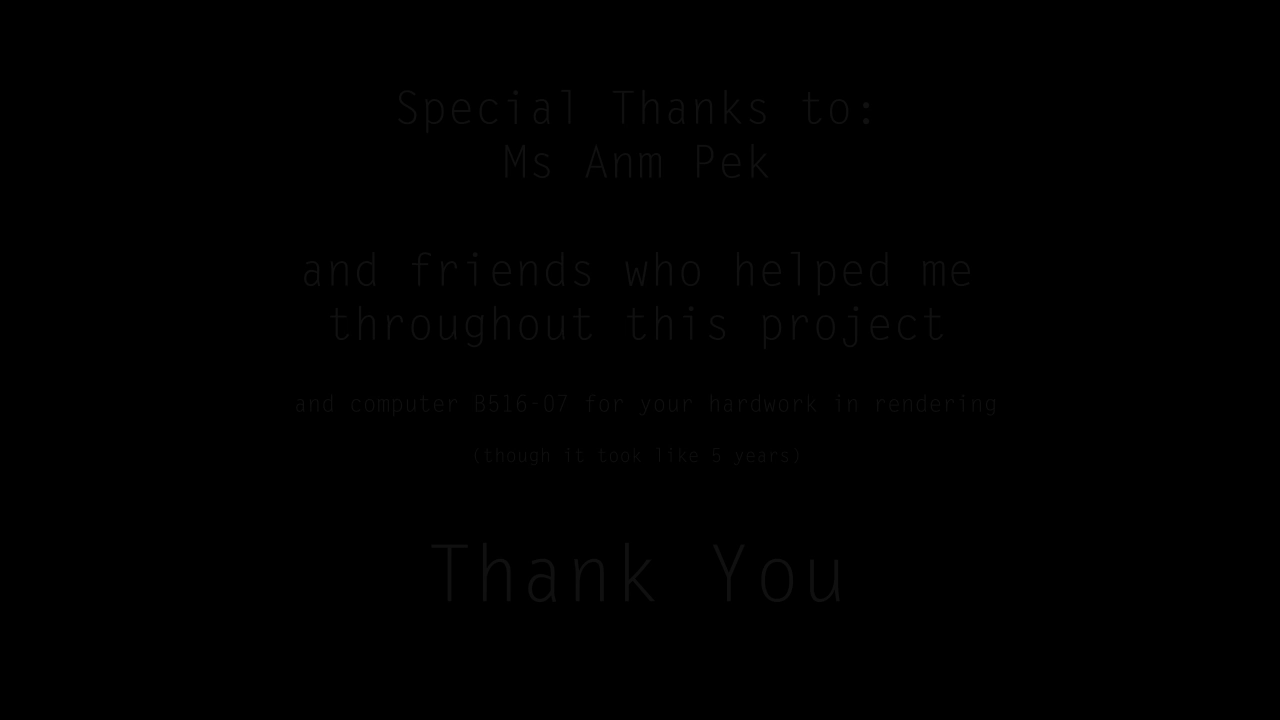 Special Thanks to:
Ms Anm Pek
and friends who helped me
throughout this project
and computer B516-07 for your hardwork in rendering
(though it took like 5 years)
Thank You